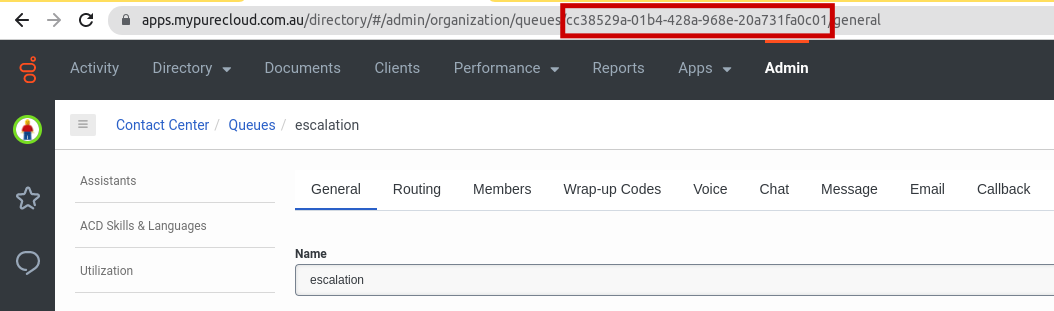 apps.mypurecloud.com.au/directory/#/admin/organization/queues/cc38529a-01b4-428a-968e-20a731fa0c01/general
Activity Directory Documents Clients Performance Reports Apps Admin
Contact Center / Queues / escalation
Assistants
ACD Skills & Languages
Utilization
General Routing Members Wrap-up Codes Voice Chat Message Email Callback
Name
escalation